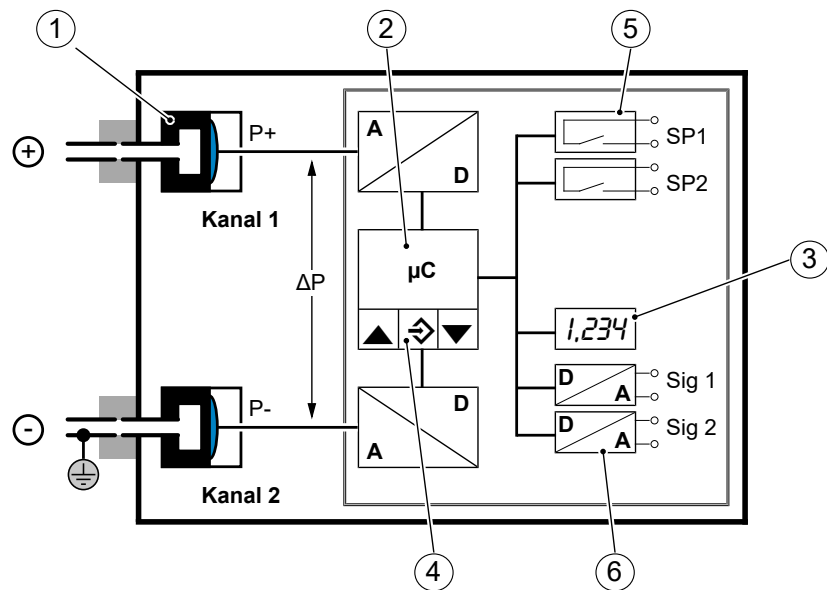 1
2
5
+
P+
A
D
SP1
SP2
Kanal 1
ΔP
µC
3
1,234
-
P-
D
A
D
A
Sig 1
D
A
Sig 2
Kanal 2
4
6